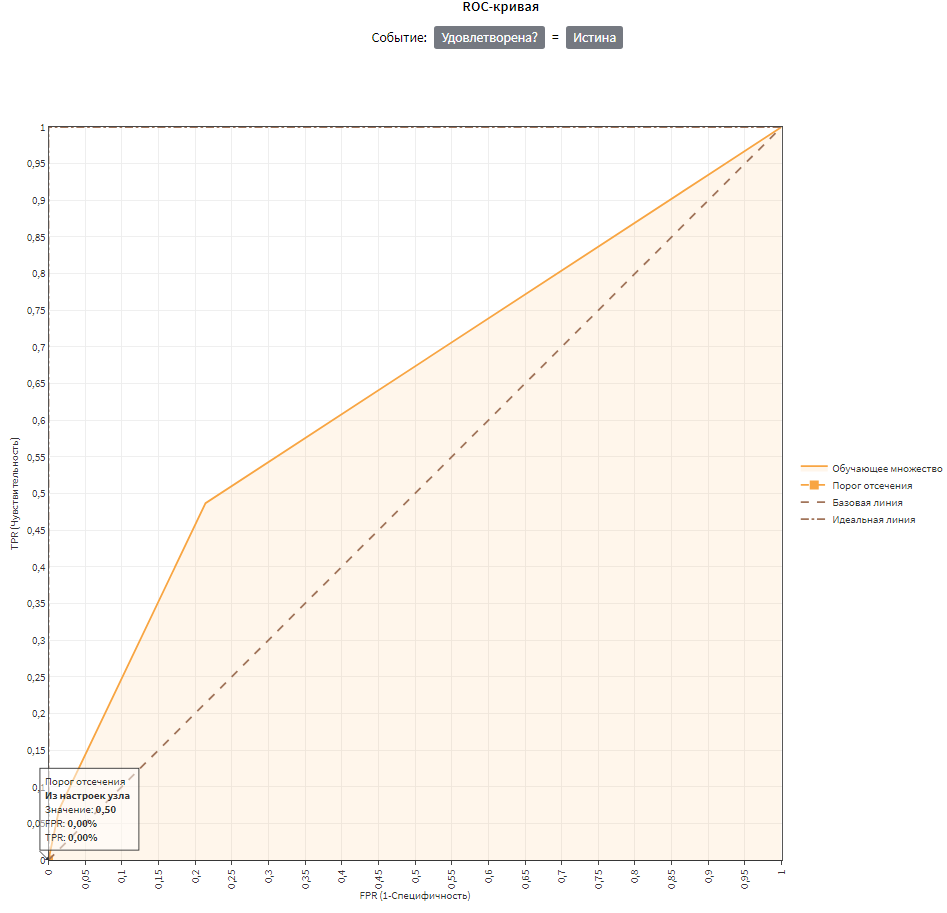 ROC-кривая
Событие: Удовлетворена? = Истина
1
0,95
0,9
0,85
0,8
0,75
0,7
0,65
0,6
0,55
0,5
0,45
0,4
0,35
0,3
0,25
0,2
0,15
0,1
0,05
0
TPR (Чувствительность)
Порог отсечения
Из настроек узла
Значение: 0,50
FPR: 0,00%
TPR: 0,00%
0 0,05 0,1 0,15 0,2 0,25 0,3 0,35 0,4 0,45 0,5 0,55 0,6 0,65 0,7 0,75 0,8 0,85 0,9 0,95 1
FPR (1-Специфичность)
Обучающее множество
Порог отсечения
Базовая линия
Идеальная линия